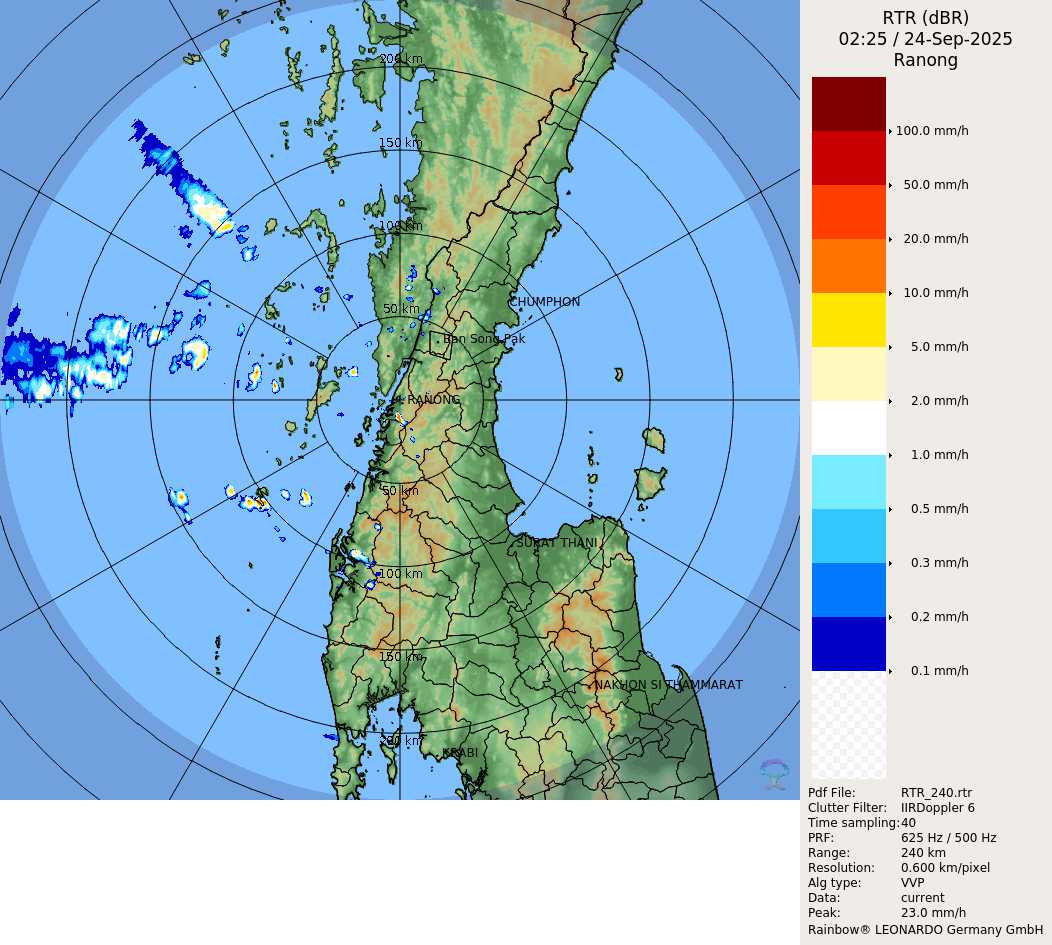 RTR (dBR)
02:25 / 24-Sep-2025
Ranong
100.0 mm/h
50.0 mm/h
20.0 mm/h
10.0 mm/h
5.0 mm/h
2.0 mm/h
1.0 mm/h
0.5 mm/h
0.3 mm/h
0.2 mm/h
0.1 mm/h
200 km
150 km
100 km
CHUMPHON
50 km
Ban Song Pak
RANONG
50 km
SURAT THANI
100 km
150 km
NAKHON SI THAMMARAT
200 km
KRABI
Pdf File: RTR_240.rtr
Clutter Filter: IIRDoppler 6
Time sampling: 40
PRF: 625 Hz / 500 Hz
Range: 240 km
Resolution: 0.600 km/pixel
Alg type: VVP
Data: current
Peak: 23.0 mm/h
Rainbow® LEONARDO Germany GmbH